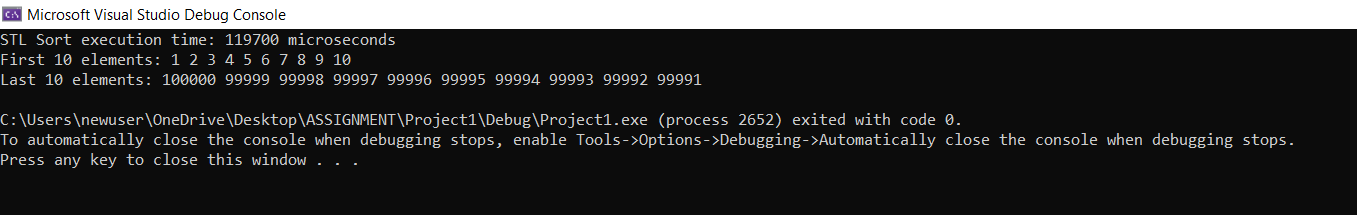 Microsoft Visual Studio Debug Console
STL Sort execution time: 119700 microseconds
First 10 elements: 1 2 3 4 5 6 7 8 9 10
Last 10 elements: 100000 99999 99998 99997 99996 99995 99994 99993 99992 99991
C:\Users\newuser\OneDrive\Desktop\ASSIGNMENT\Project1\Debug\Project1.exe (process 2652) exited with code 0.
To automatically close the console when debugging stops, enable Tools->Options->Debugging->Automatically close the console when debugging stops.
Press any key to close this window . . .